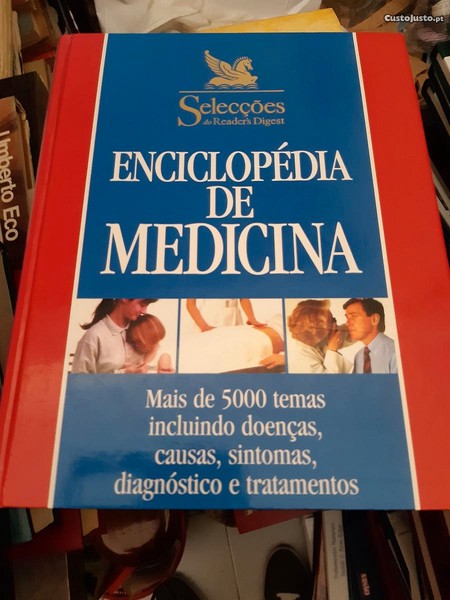 CustoJusto.pt
Selecções
do Reader's Digest
ENCICLOPÉDIA
DE
MEDICINA
Mais de 5000 temas
incluindo doenças,
causas, sintomas,
diagnóstico e tratamentos
Umberto Eco